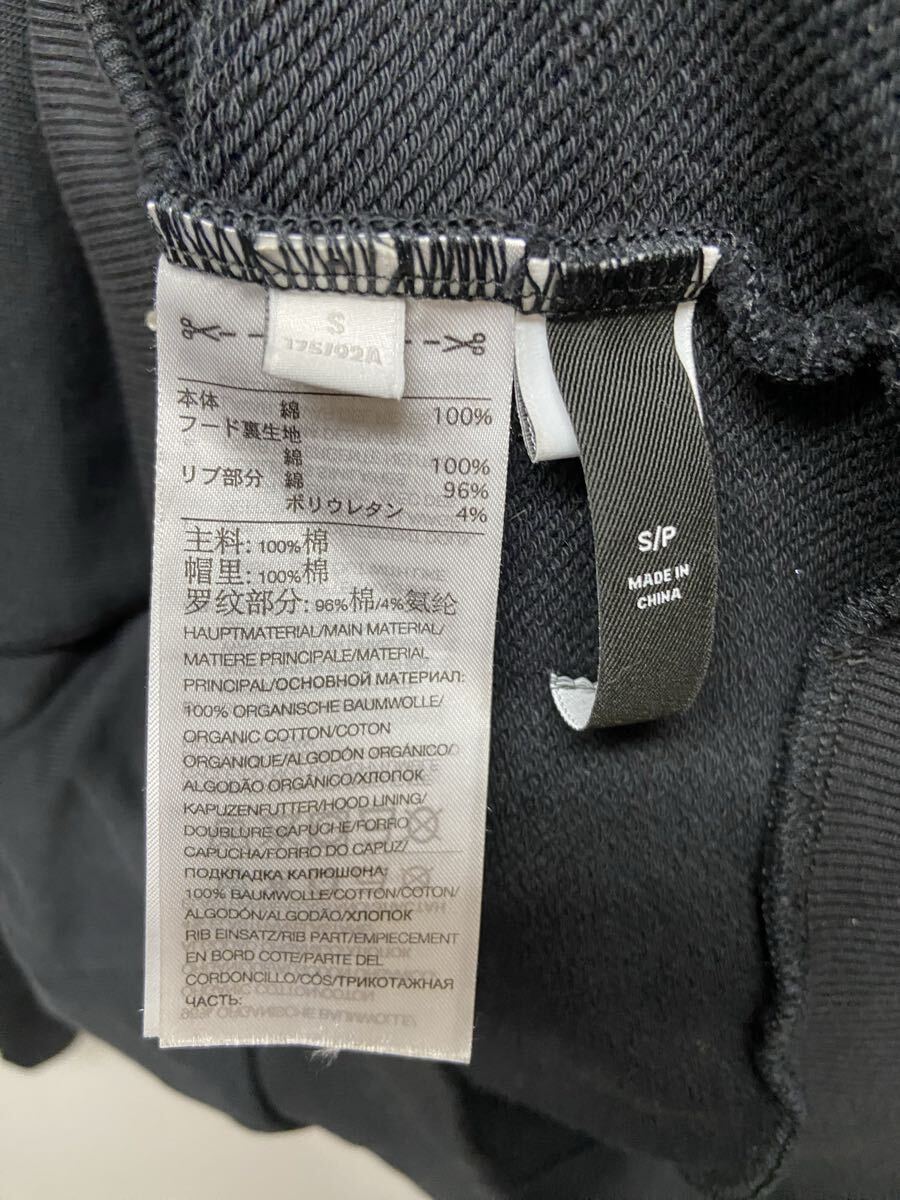 S
175/92A
本体 綿 100%
フード裏生地
綿 100%
リブ部分 綿 96%
ポリウレタン 4%
主料: 100%棉
帽里: 100%棉
罗纹部分: 96%棉/4%氨纶
HAUPTMATERIAL/MAIN MATERIAL/
MATIERE PRINCIPALE/MATERIAL
PRINCIPAL/ОСНОВНОЙ МАТЕРИАЛ:
100% ORGANISCHE BAUMWOLLE/
ORGANIC COTTON/COTON
ORGANIQUE/ALGODÓN ORGÁNICO/
ALGODÃO ORGÂNICO/ХЛОПОК
KAPUZENFUTTER/HOOD LINING/
DOUBLURE CAPUCHE/FORRO
CAPUCHA/FORRO DO CAPUZ/
ПОДКЛАДКА КАПЮШОНА:
100% BAUMWOLLE/COTTON/COTON/
ALGODÓN/ALGODÃO/ХЛОПОК
RIB EINSATZ/RIB PART/EMPIECEMENT
EN BORD COTE/PARTE DEL
CORDONCILLO/CÓS/ТРИКОТАЖНАЯ
ЧАСТЬ:
S/P
MADE IN
CHINA